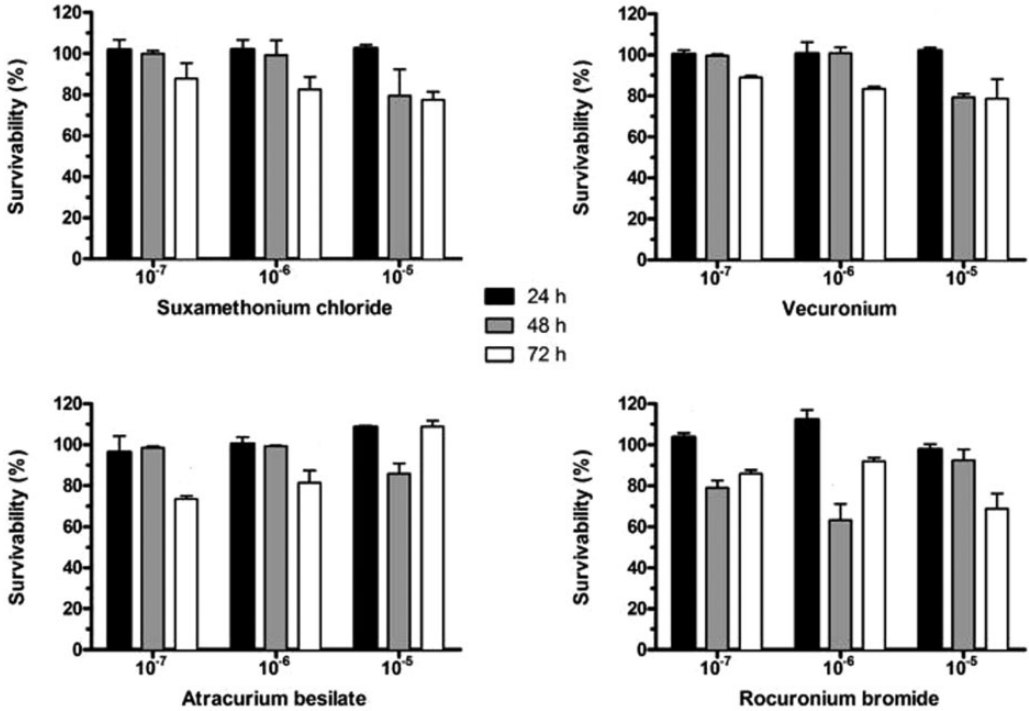 120
100
80
60
40
20
0
Survivability (%)
10-7 10-6 10-5
Suxamethonium chloride
120
100
80
60
40
20
0
Survivability (%)
10-7 10-6 10-5
Vecuronium
24 h
48 h
72 h
120
100
80
60
40
20
0
Survivability (%)
10-7 10-6 10-5
Atracurium besilate
120
100
80
60
40
20
0
Survivability (%)
10-7 10-6 10-5
Rocuronium bromide